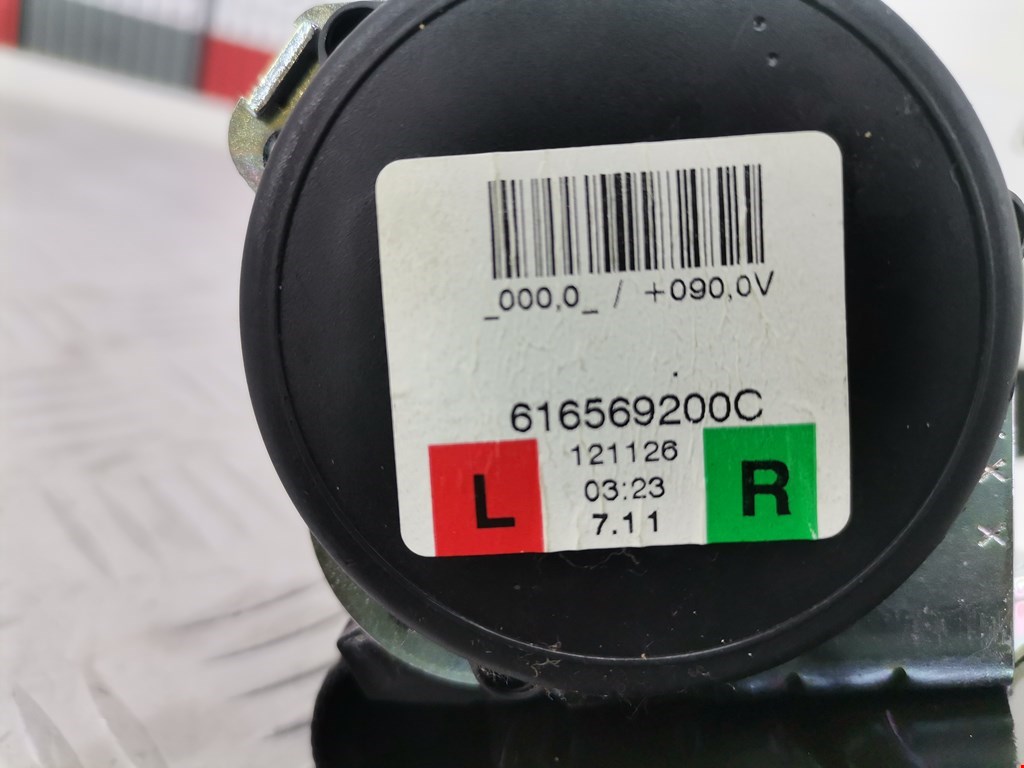 _000,0_ / +090,0V
616569200C
121126
L
03:23
R
7.11